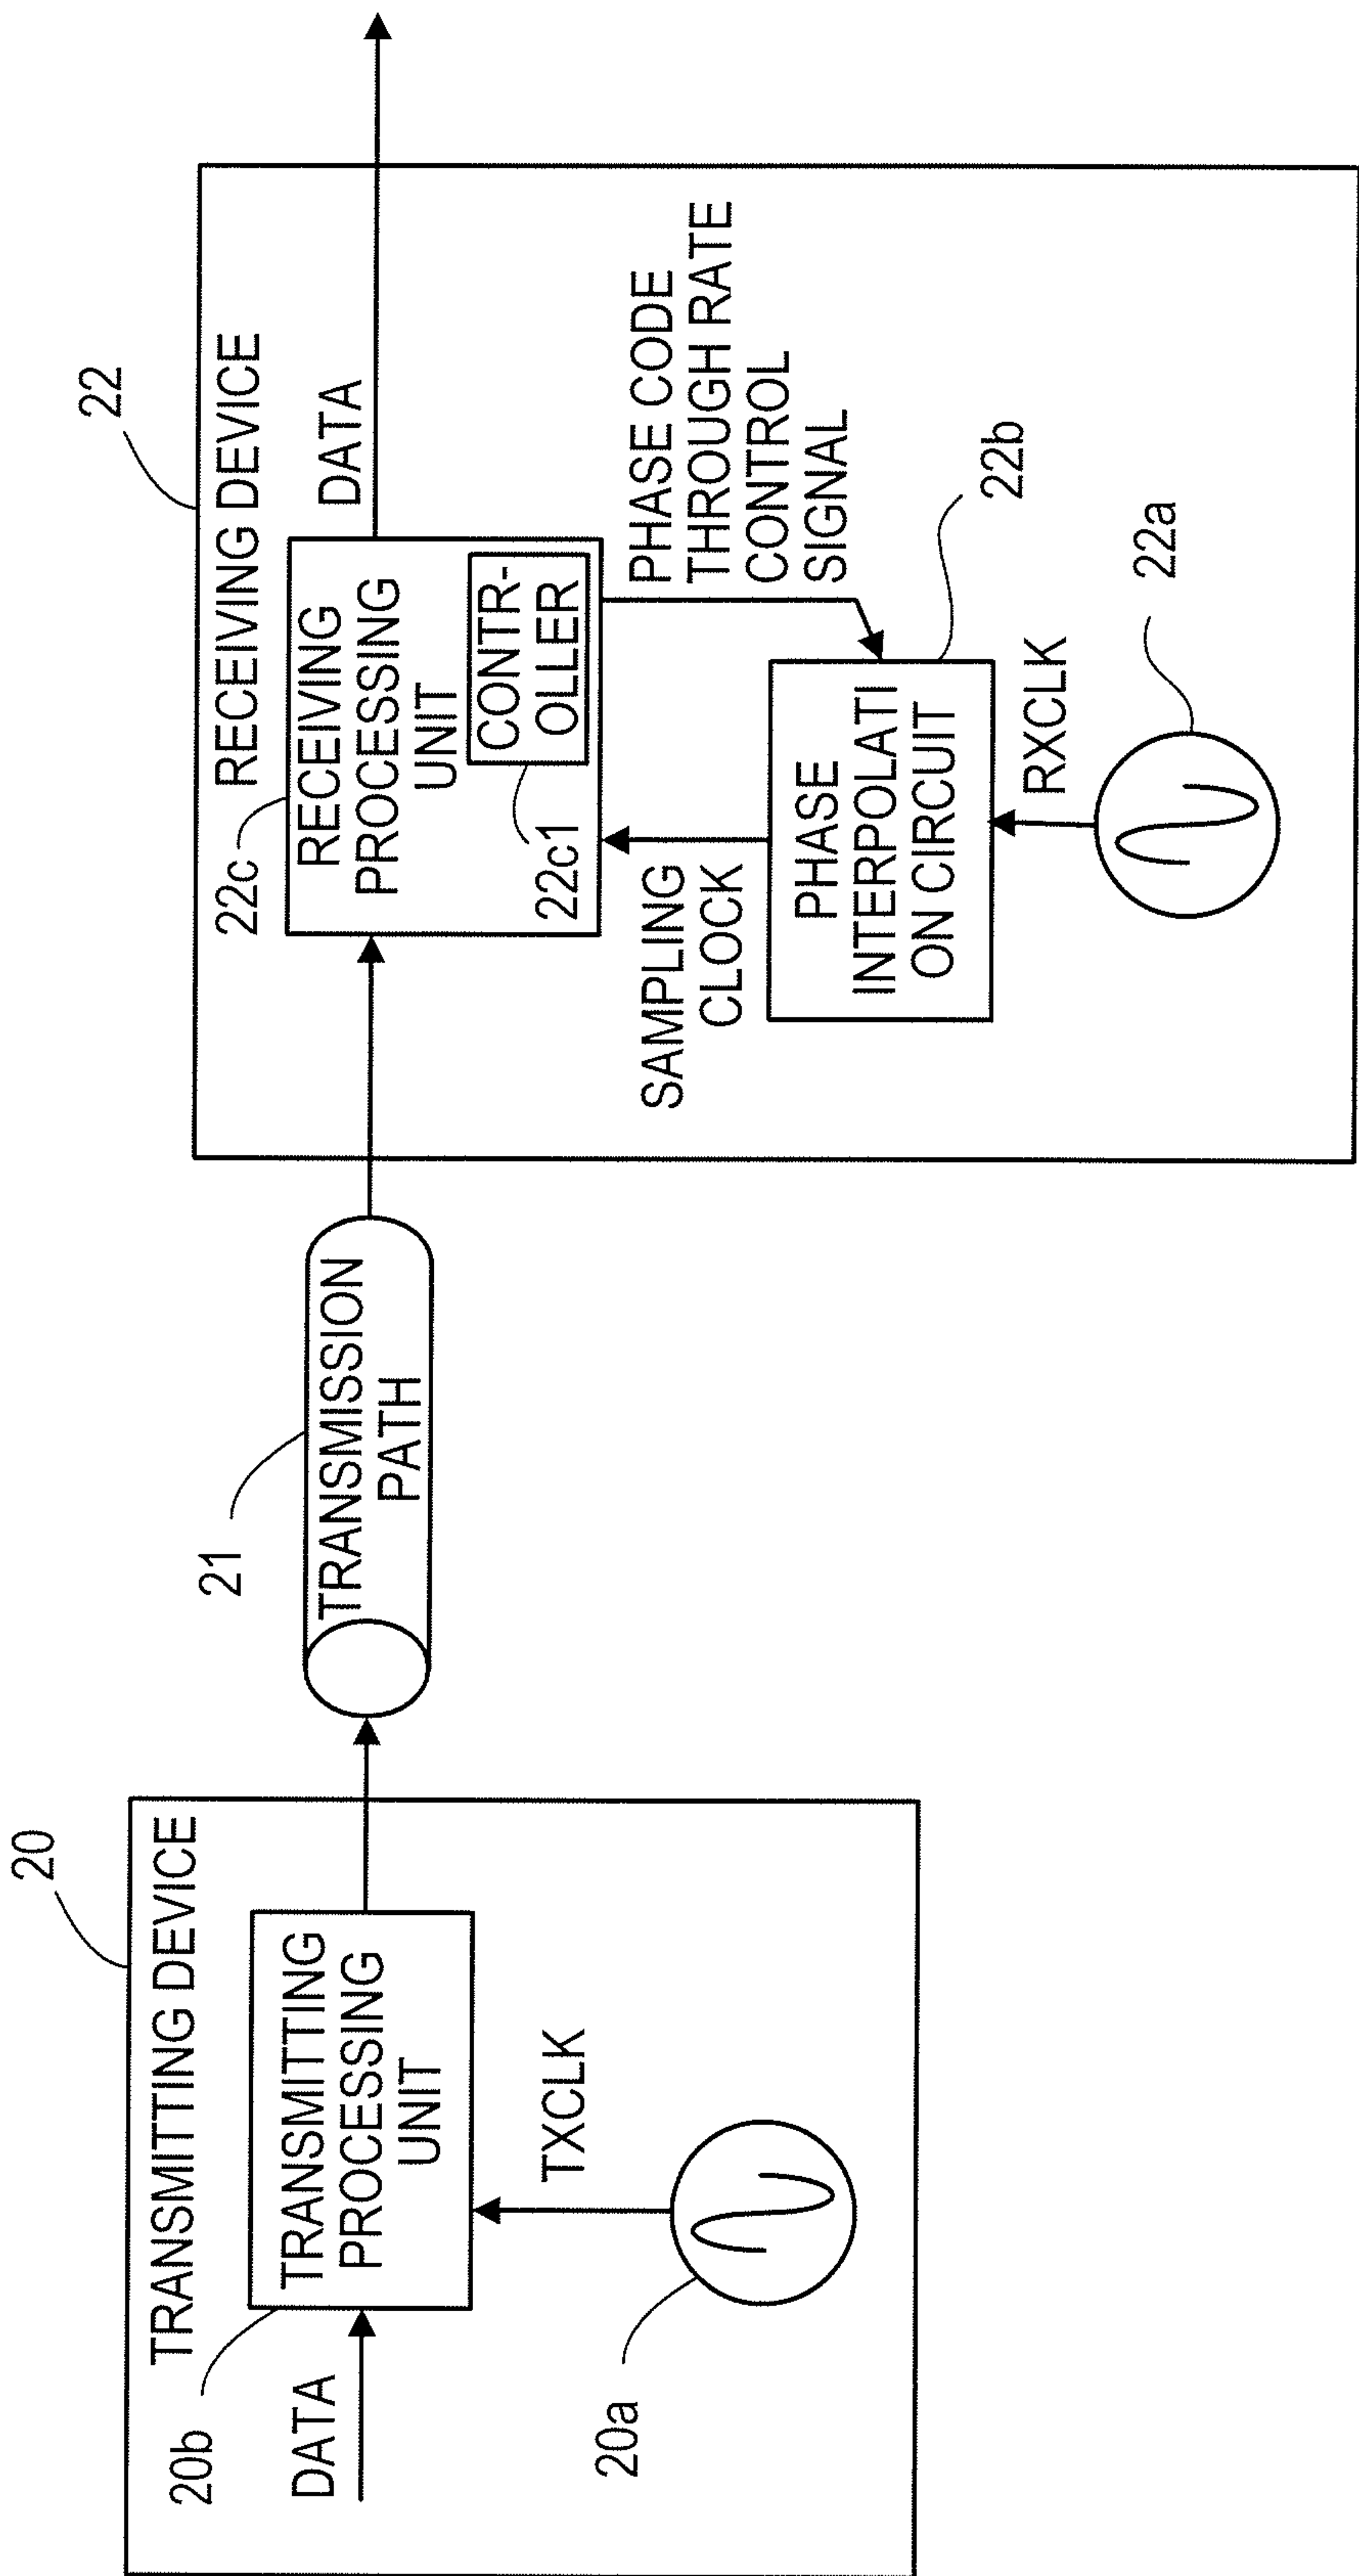 20
TRANSMITTING DEVICE
20b
TRANSMITTING
PROCESSING
UNIT
DATA
TXCLK
20a
21
TRANSMISSION
PATH
22
RECEIVING DEVICE
22c
RECEIVING
PROCESSING
UNIT
CONTR-
OLLER
22c1
DATA
SAMPLING
CLOCK
PHASE CODE
THROUGH RATE
CONTROL
SIGNAL
PHASE
INTERPOLATI
ON CIRCUIT
22b
RXCLK
22a